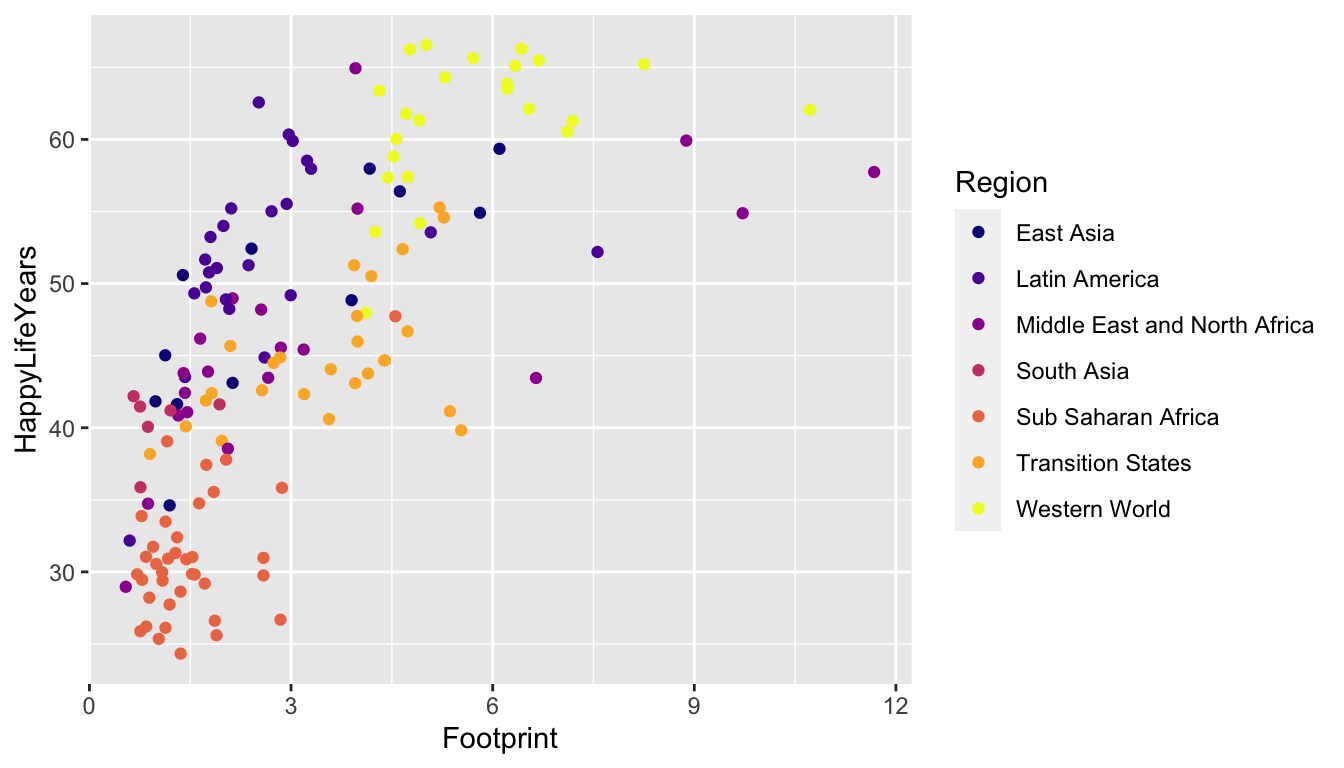 HappyLifeYears
60
50
40
30
0 3 6 9 12
Footprint
Region
East Asia
Latin America
Middle East and North Africa
South Asia
Sub Saharan Africa
Transition States
Western World